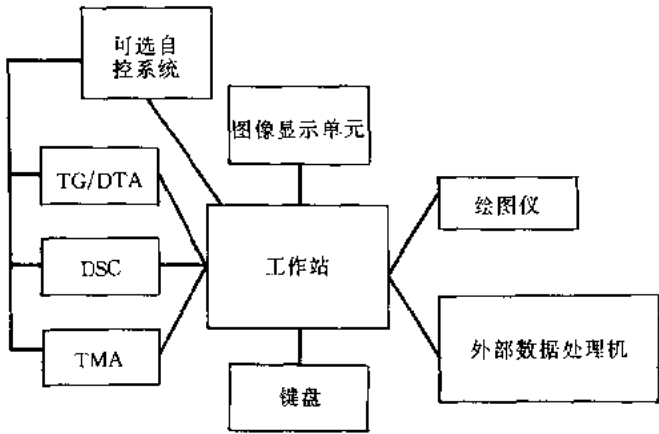 可选自
控系统
图像显示单元
TG/DTA
绘图仪
DSC
工作站
TMA
外部数据处理机
键盘